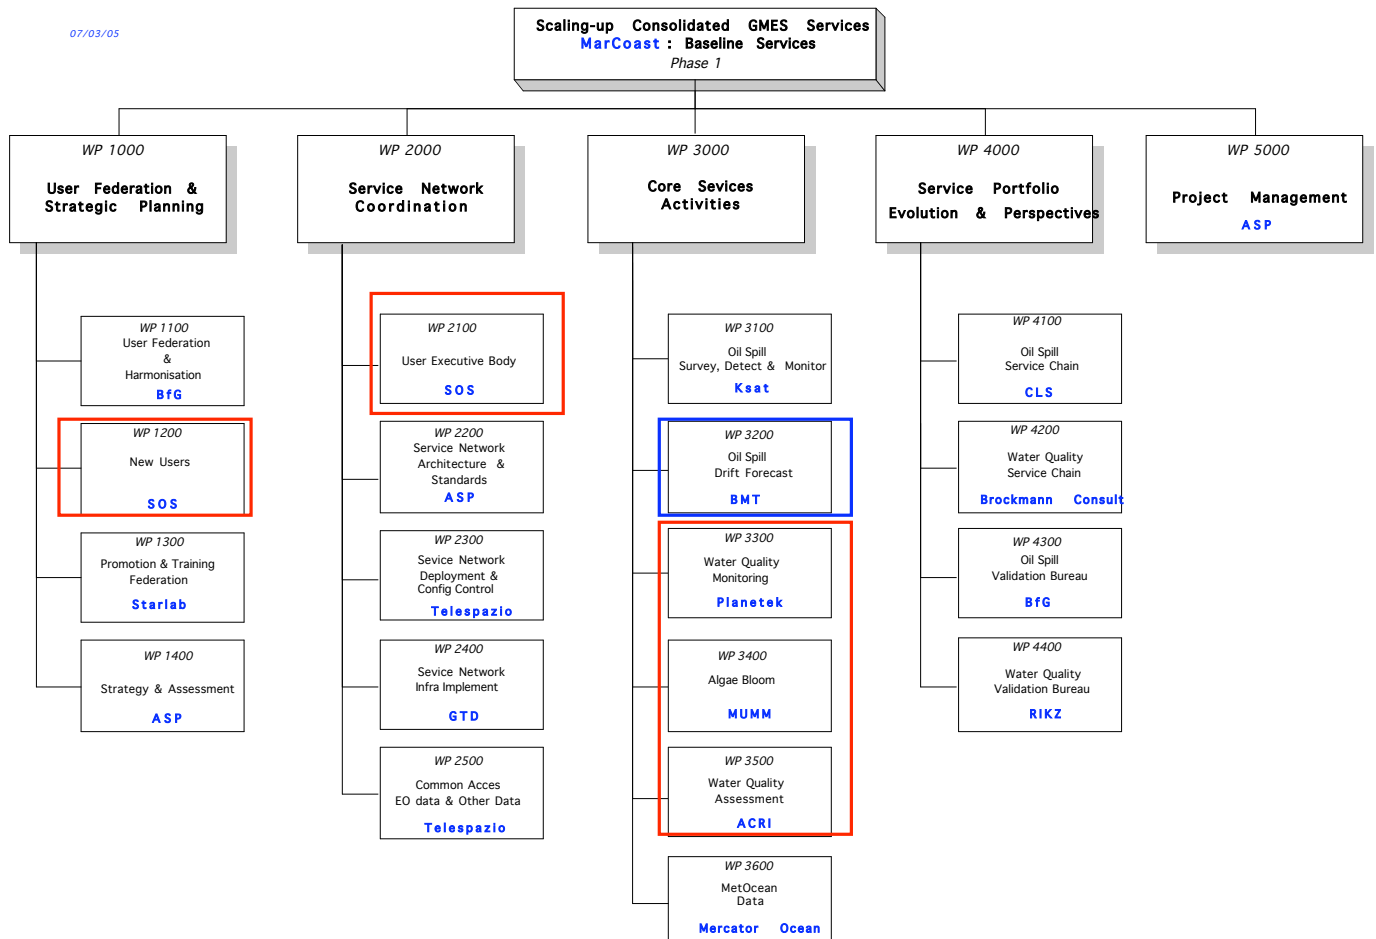 07/03/05
Scaling-up Consolidated GMES Services
MarCoast : Baseline Services
Phase 1
WP 1000
User Federation &
Strategic Planning
WP 1100
User Federation
&
Harmonisation
BfG
WP 1200
New Users
SOS
WP 1300
Promotion & Training
Federation
Starlab
WP 1400
Strategy & Assessment
ASP
WP 2000
Service Network
Coordination
WP 2100
User Executive Body
SOS
WP 2200
Service Network
Architecture &
Standards
ASP
WP 2300
Sevice Network
Deployment &
Config Control
Telespazio
WP 2400
Sevice Network
Infra Implement
GTD
WP 2500
Common Acces
EO data & Other Data
Telespazio
WP 3000
Core Sevices
Activities
WP 3100
Oil Spill
Survey, Detect & Monitor
Ksat
WP 3200
Oil Spill
Drift Forecast
BMT
WP 3300
Water Quality
Monitoring
Planetek
WP 3400
Algae Bloom
MUMM
WP 3500
Water Quality
Assessment
ACRI
WP 3600
MetOcean
Data
Mercator Ocean
WP 4000
Service Portfolio
Evolution & Perspectives
WP 4100
Oil Spill
Service Chain
CLS
WP 4200
Water Quality
Service Chain
Brockmann Consult
WP 4300
Oil Spill
Validation Bureau
BfG
WP 4400
Water Quality
Validation Bureau
RIKZ
WP 5000
Project Management
ASP